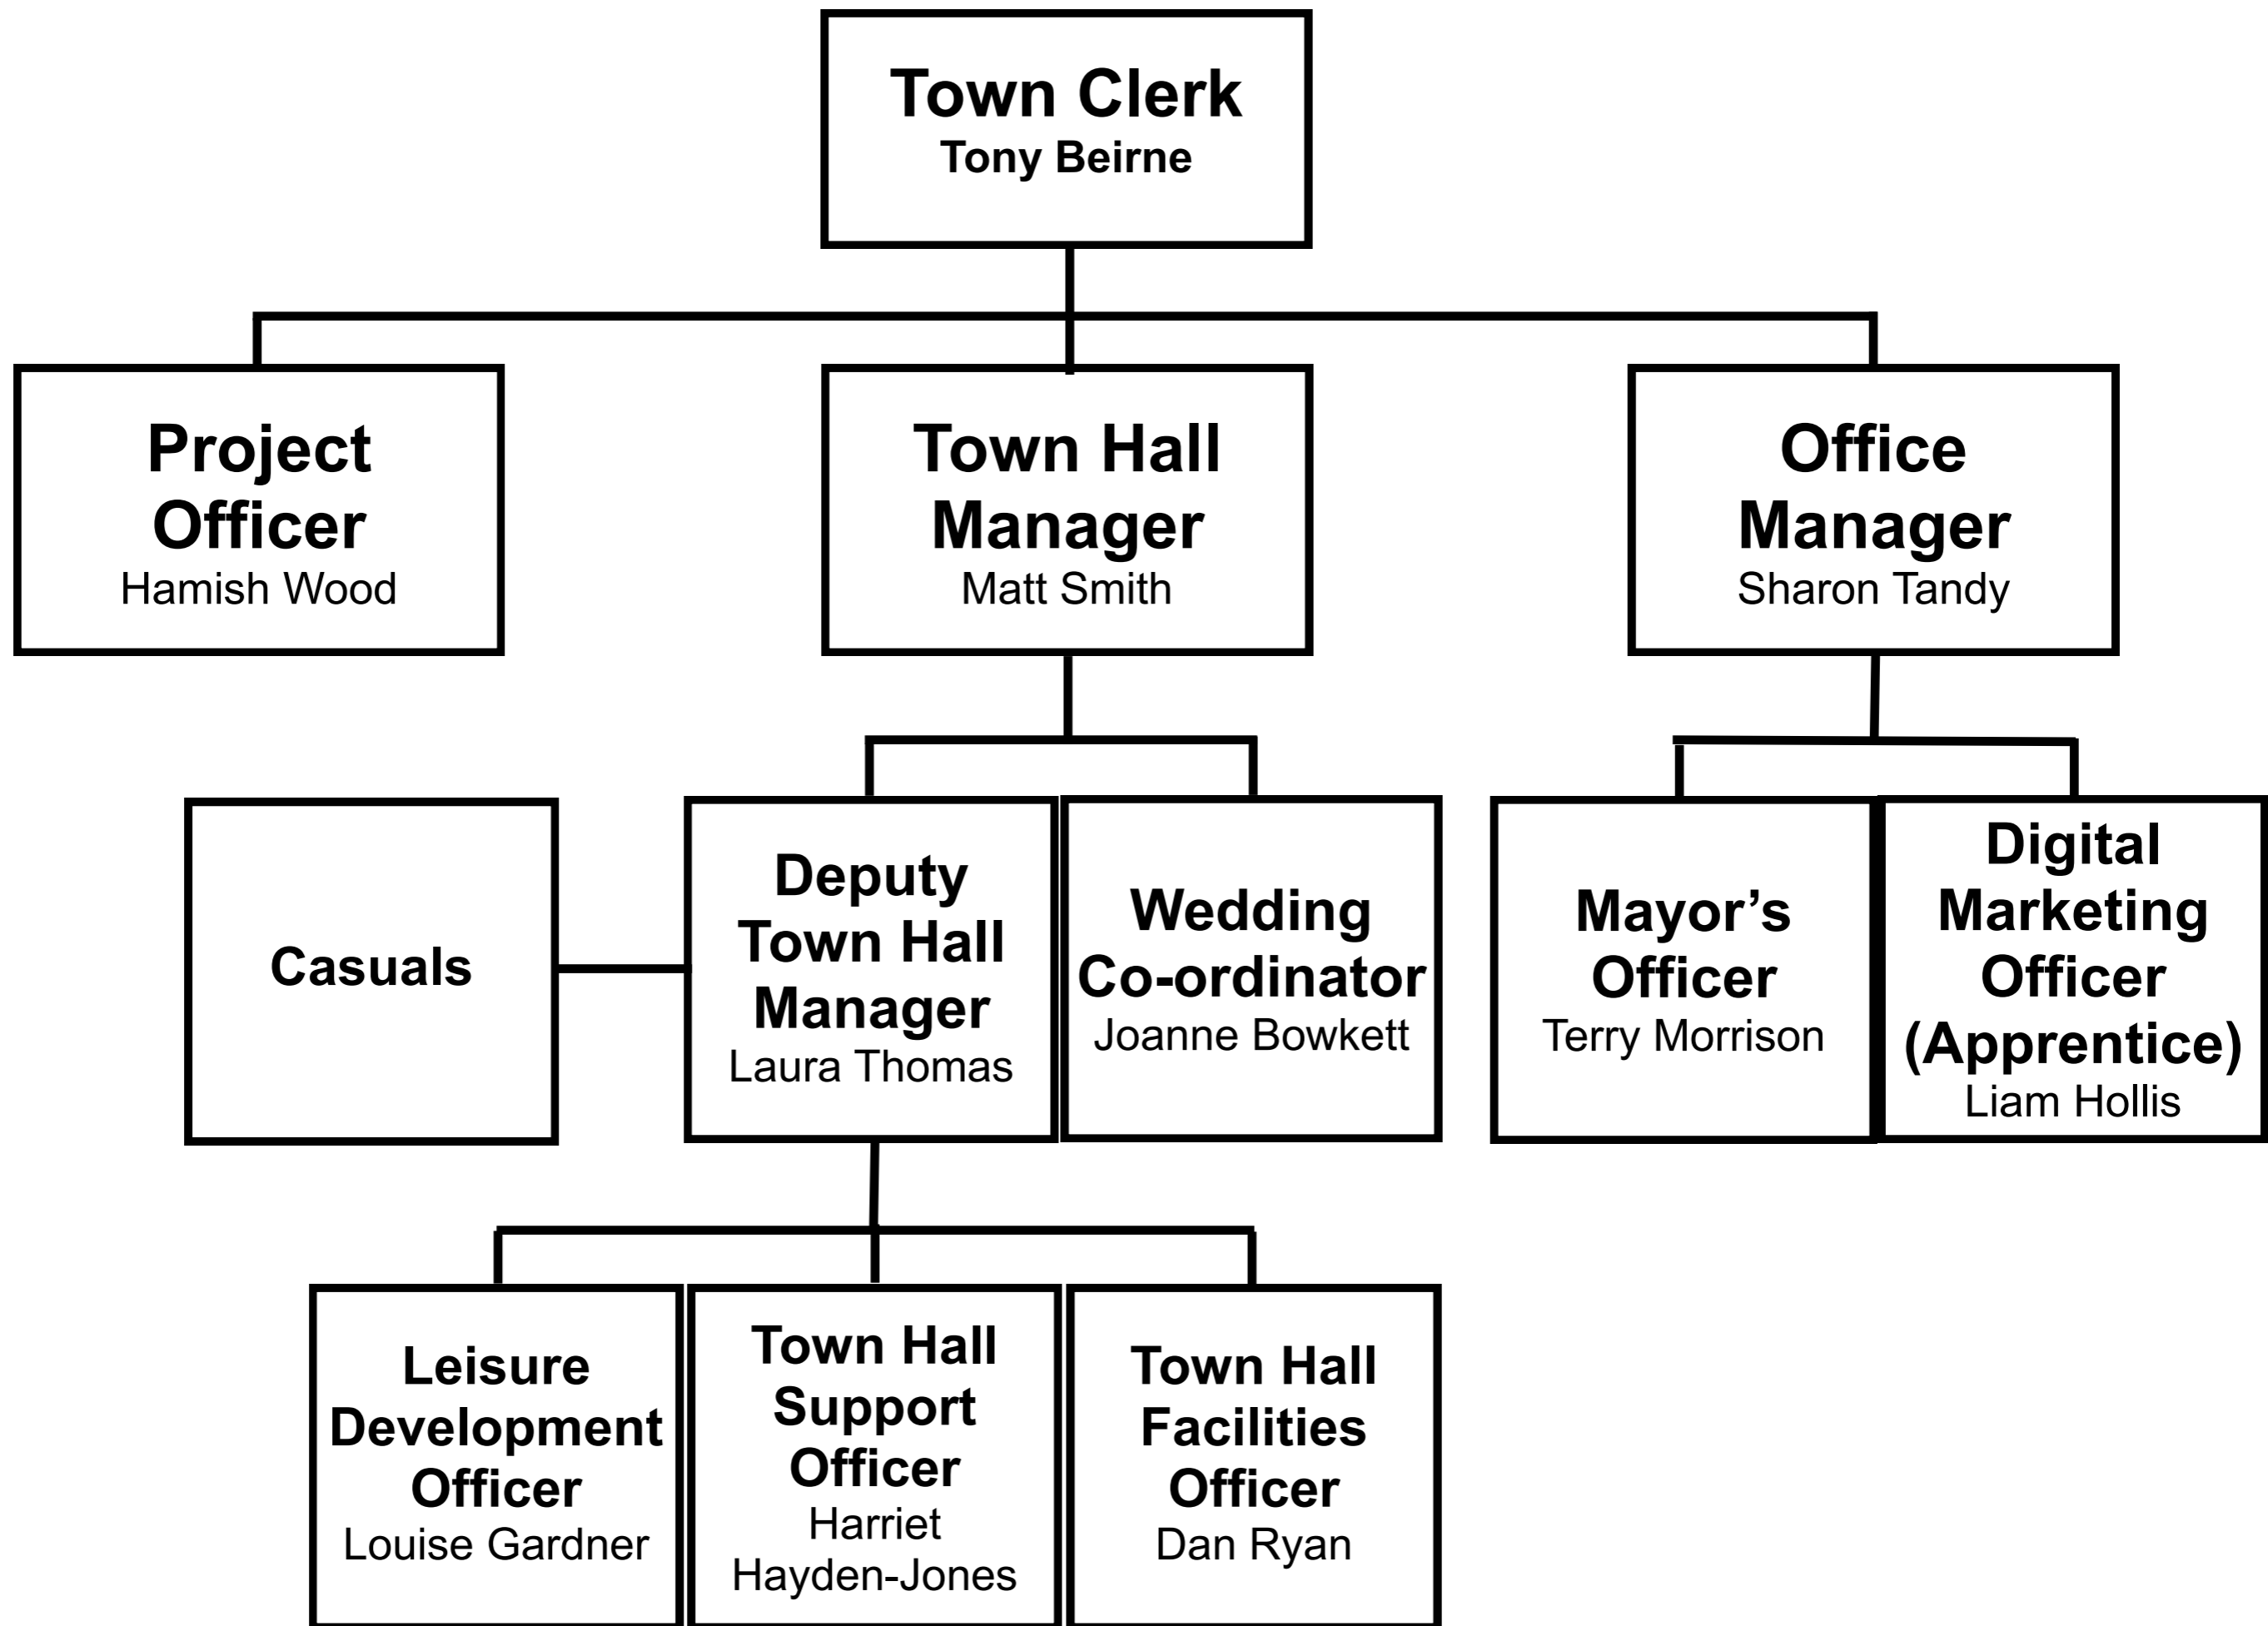 Town Clerk
Tony Beirne
Project
Officer
Hamish Wood
Town Hall
Manager
Matt Smith
Office
Manager
Sharon Tandy
Casuals
Deputy
Town Hall
Manager
Laura Thomas
Wedding
Co-ordinator
Joanne Bowkett
Mayor’s
Officer
Terry Morrison
Digital
Marketing
Officer
(Apprentice)
Liam Hollis
Leisure
Development
Officer
Louise Gardner
Town Hall
Support
Officer
Harriet
Hayden-Jones
Town Hall
Facilities
Officer
Dan Ryan